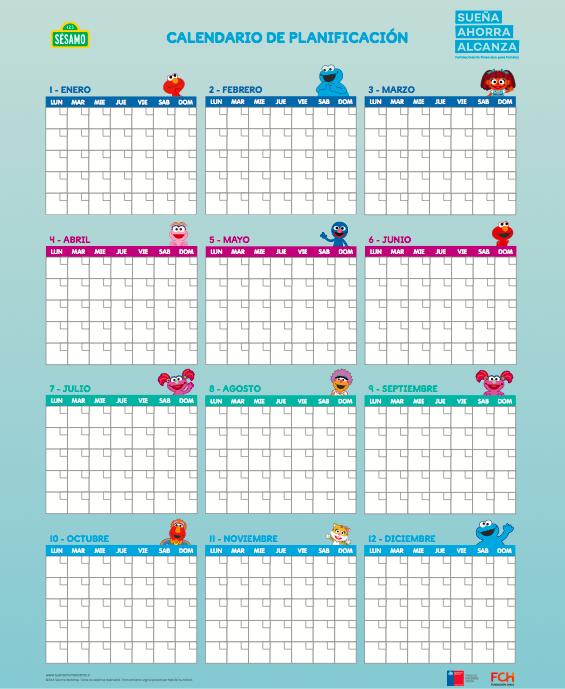 123
SÉSAMO
CALENDARIO DE PLANIFICACIÓN
SUEÑA
AHORRA
ALCANZA
1 - ENERO
LUN MAR MIE JUE VIE SAB DOM
2 - FEBRERO
LUN MAR MIE JUE VIE SAB DOM
3 - MARZO
LUN MAR MIE JUE VIE SAB DOM
4 - ABRIL
LUN MAR MIE JUE VIE SAB DOM
5 - MAYO
LUN MAR MIE JUE VIE SAB DOM
6 - JUNIO
LUN MAR MIE JUE VIE SAB DOM
7 - JULIO
LUN MAR MIE JUE VIE SAB DOM
8 - AGOSTO
LUN MAR MIE JUE VIE SAB DOM
9 - SEPTIEMBRE
LUN MAR MIE JUE VIE SAB DOM
10 - OCTUBRE
LUN MAR MIE JUE VIE SAB DOM
11 - NOVIEMBRE
LUN MAR MIE JUE VIE SAB DOM
12 - DICIEMBRE
LUN MAR MIE JUE VIE SAB DOM
FCH
FUNDACIÓN CHILE